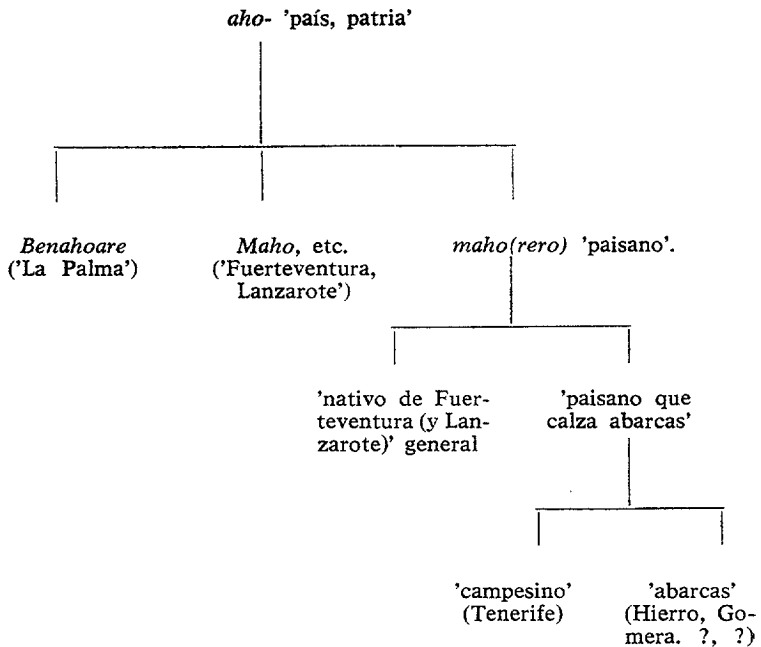 aho- 'país, patria'
Benahoare
('La Palma')
Maho, etc.
('Fuerteventura,
Lanzarote')
maho(rero) 'paisano'.
'nativo de Fuer-
teventura (y Lan-
zarote)' general
'paisano que
calza abarcas'
'campesino'
(Tenerife)
'abarcas'
(Hierro, Go-
mera. ?, ?)